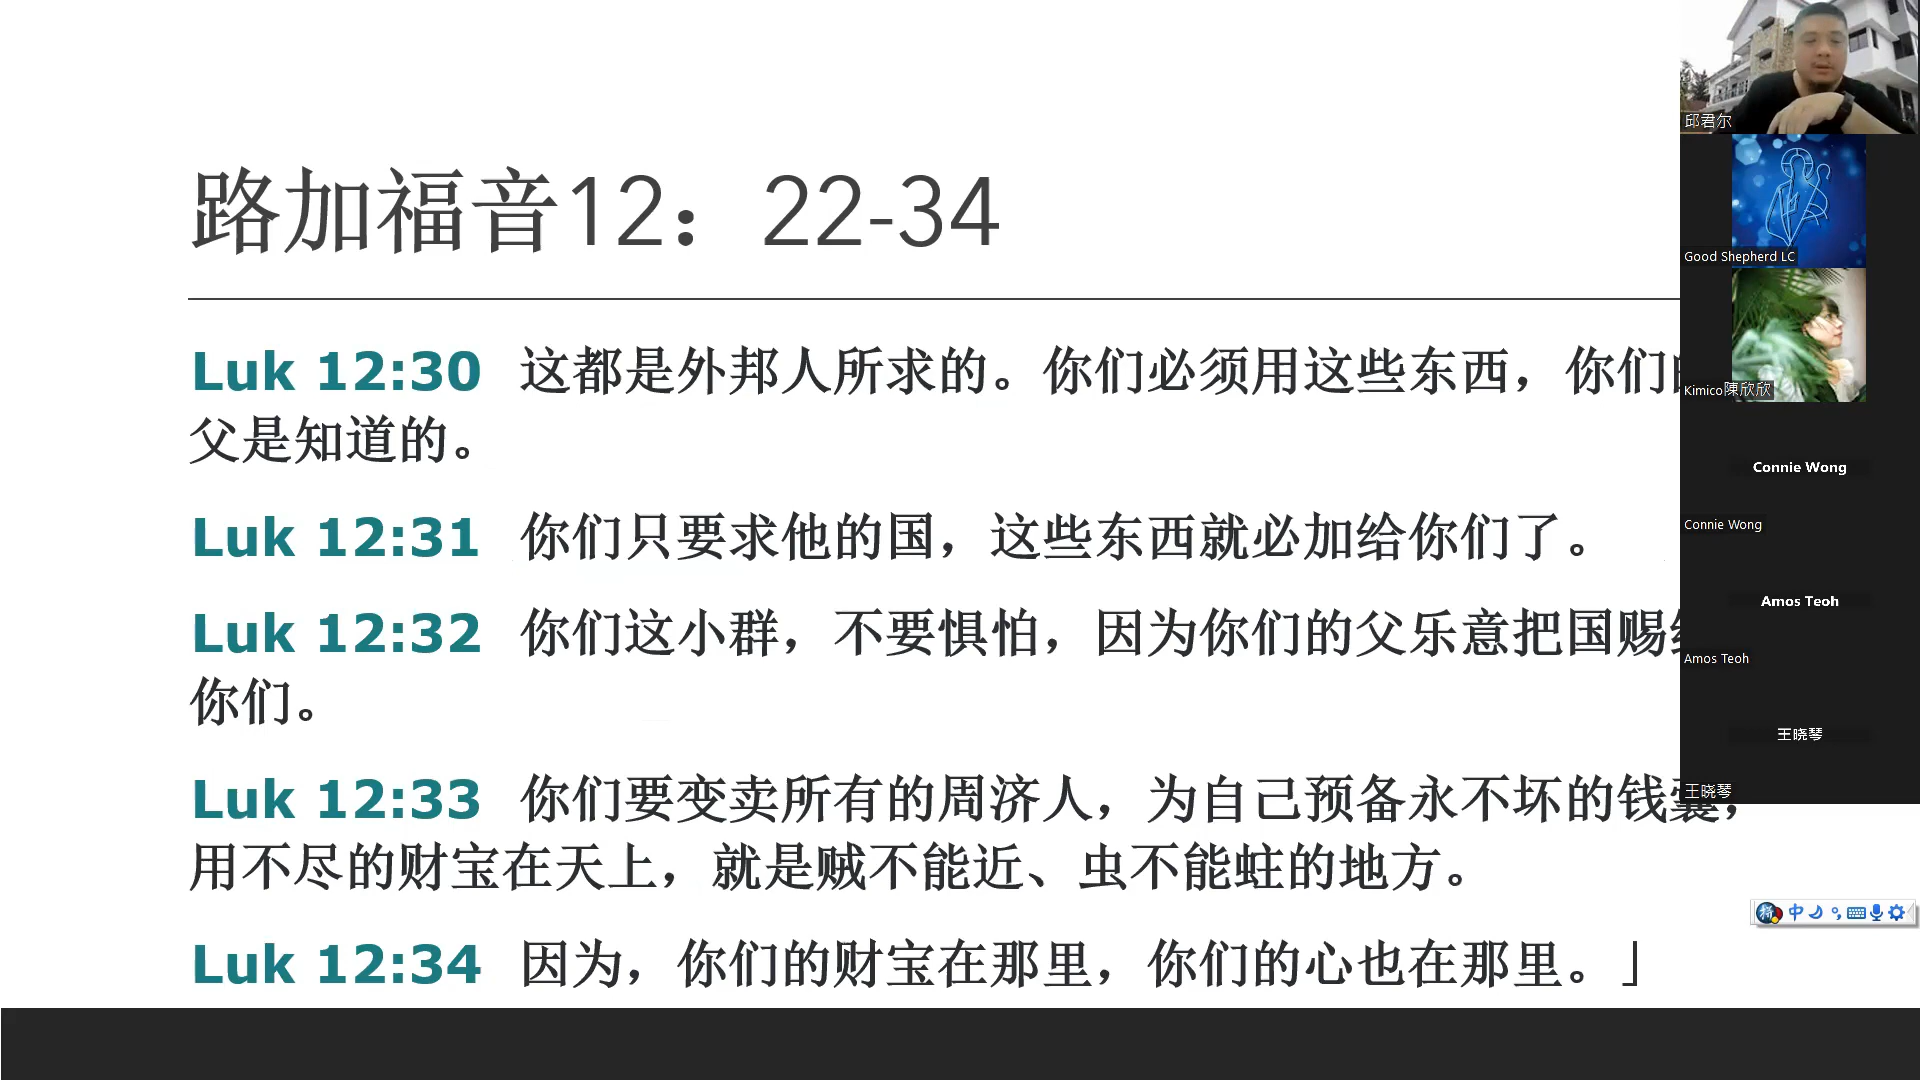 路加福音12：22-34
Luk 12:30 这都是外邦人所求的。你们必须用这些东西，你们
父是知道的。
Luk 12:31 你们只要求他的国，这些东西就必加给你们了。
Luk 12:32 你们这小群，不要惧怕，因为你们的父乐意把国赐
你们。
Luk 12:33 你们要变卖所有的周济人，为自己预备永不坏的钱囊，
用不尽的财宝在天上，就是贼不能近、虫不能蛀的地方。
Luk 12:34 因为，你们的财宝在那里，你们的心也在那里。」
邱君尔
Good Shepherd LC
Kimico陳欣欣
Connie Wong
Connie Wong
Amos Teoh
Amos Teoh
王晓琴
王晓琴
拼 中